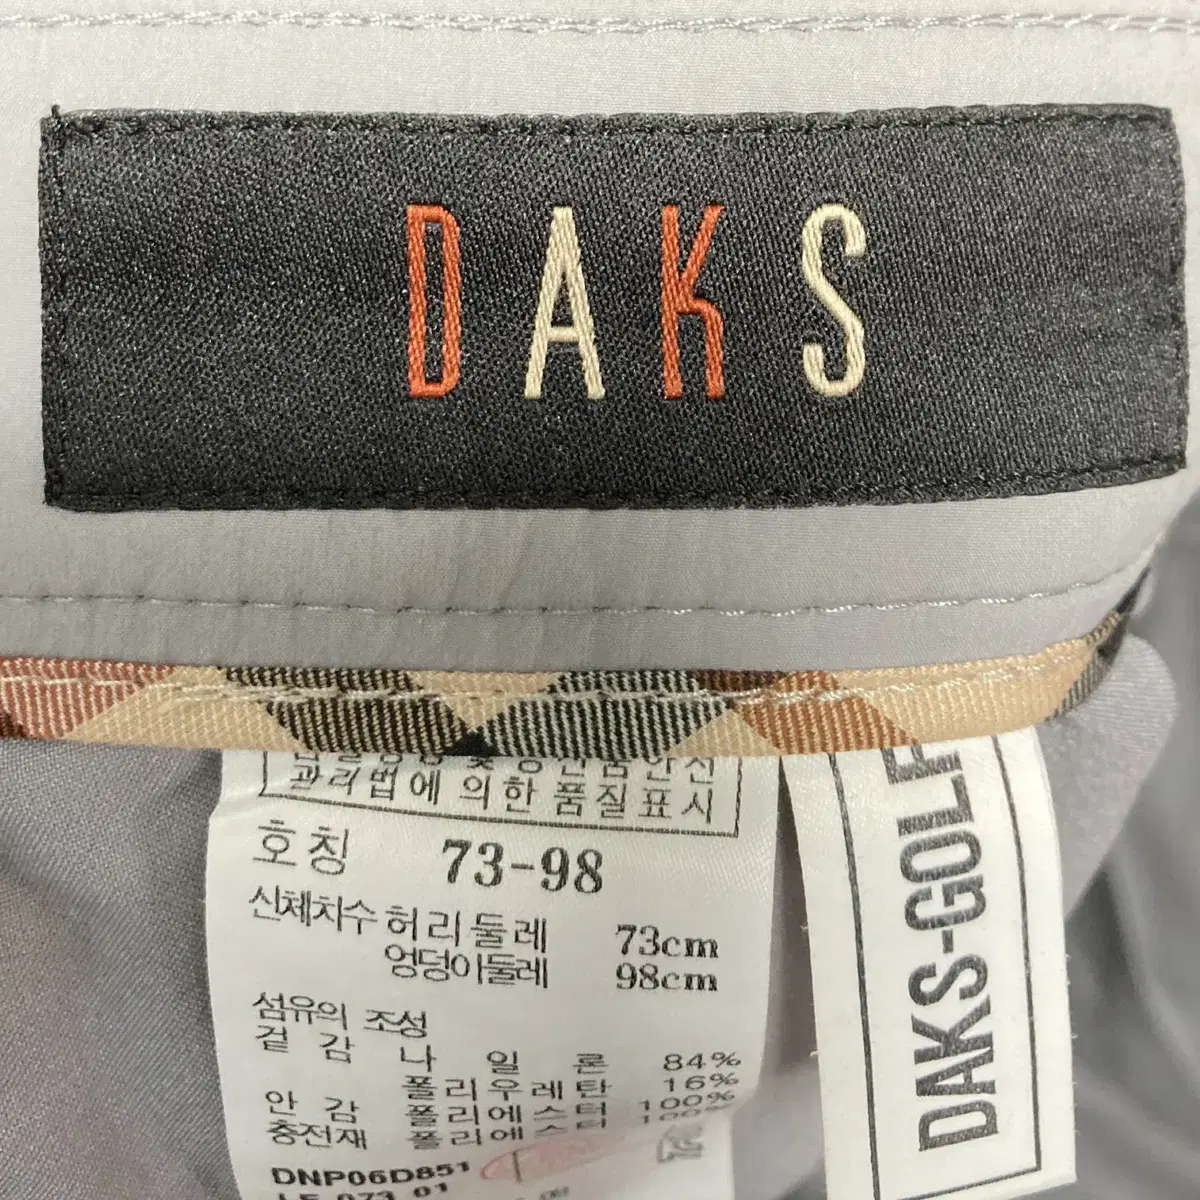 DAKS
관리법에 의한 품질표시
호칭 73-98
신체치수 허리둘레 73cm
엉덩이둘레 98cm
섬유의 조성
겉감 나일론 84%
폴리우레탄 16%
안감 폴리에스터 100%
충전재 폴리에스터 100%
DNP06D851
DAKS-GOLF